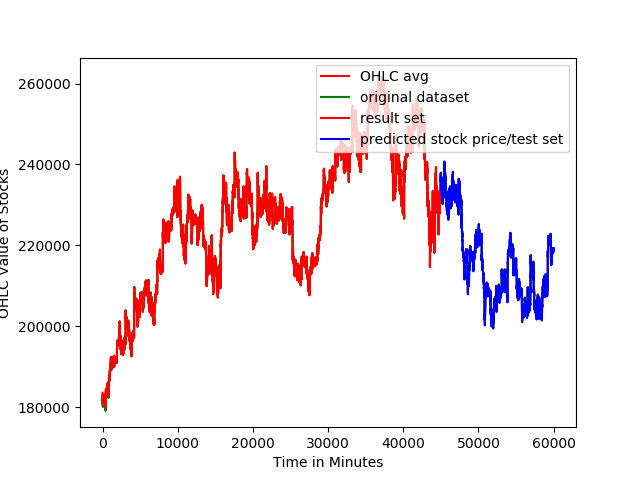 OHLC avg
original dataset
result set
predicted stock price/test set
260000
240000
220000
200000
180000
OHLC Value of Stocks
0 10000 20000 30000 40000 50000 60000
Time in Minutes